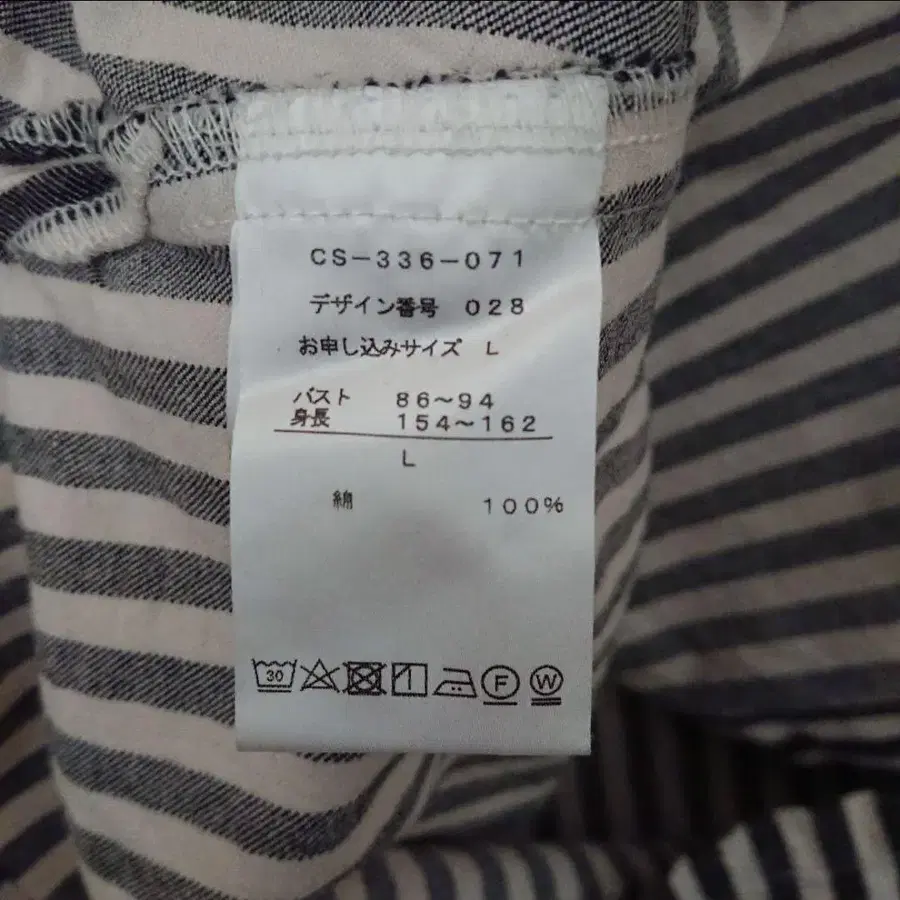 CS-336-071
デザイン番号 028
お申し込みサイズ L
バスト 86〜94
身長 154〜162
L
綿 100%
30 F W